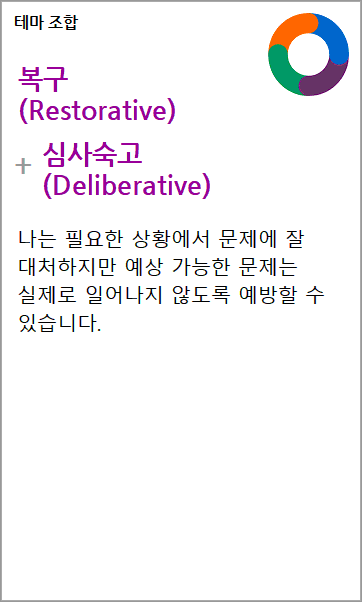 테마 조합
복구
(Restorative)
+ 심사숙고
(Deliberative)
나는 필요한 상황에서 문제에 잘
대처하지만 예상 가능한 문제는
실제로 일어나지 않도록 예방할 수
있습니다.